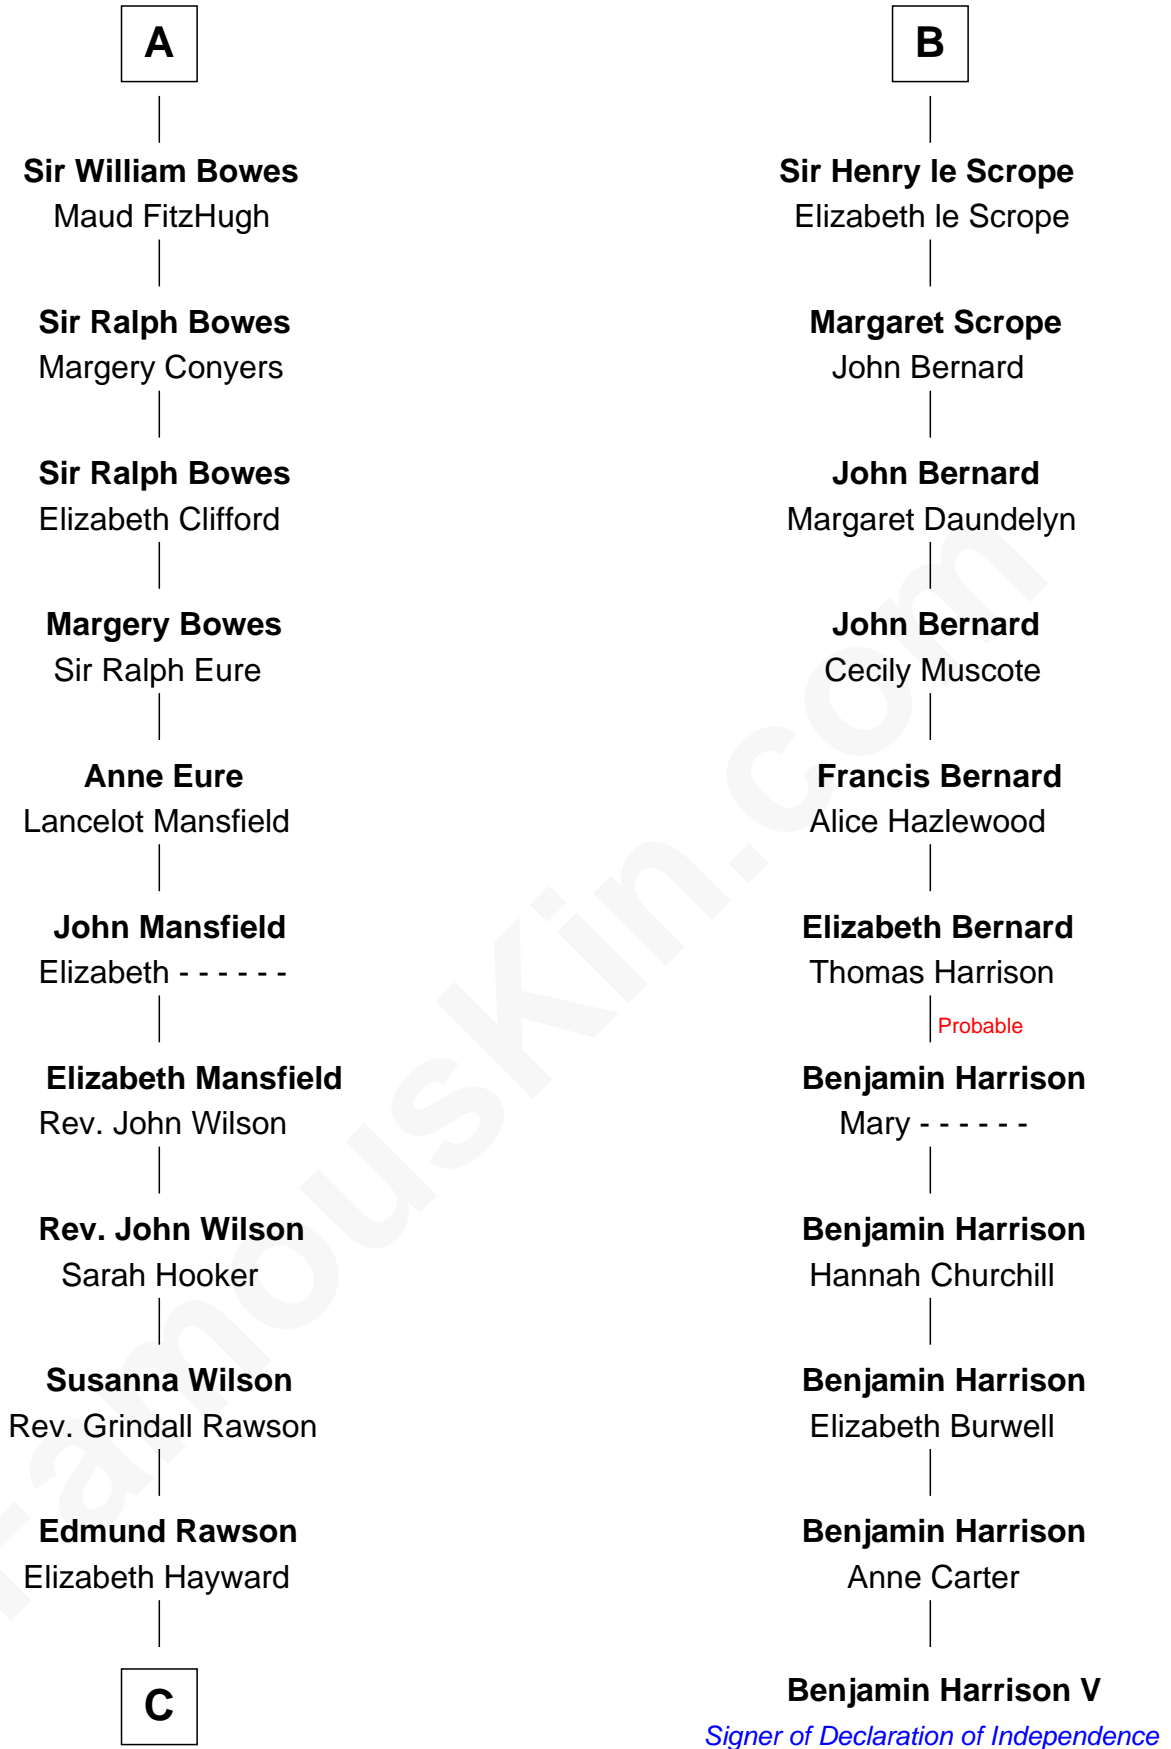 A
Sir William Bowes
Maud FitzHugh
Sir Ralph Bowes
Margery Conyers
Sir Ralph Bowes
Elizabeth Clifford
Margery Bowes
Sir Ralph Eure
Anne Eure
Lancelot Mansfield
John Mansfield
Elizabeth - - - - - -
Elizabeth Mansfield
Rev. John Wilson
Rev. John Wilson
Sarah Hooker
Susanna Wilson
Rev. Grindall Rawson
Edmund Rawson
Elizabeth Hayward
C
B
Sir Henry le Scrope
Elizabeth le Scrope
Margaret Scrope
John Bernard
John Bernard
Margaret Daundelyn
John Bernard
Cecily Muscote
Francis Bernard
Alice Hazlewood
Elizabeth Bernard
Thomas Harrison
Probable
Benjamin Harrison
Mary - - - - - -
Benjamin Harrison
Hannah Churchill
Benjamin Harrison
Elizabeth Burwell
Benjamin Harrison
Anne Carter
Benjamin Harrison V
Signer of Declaration of Independence
FamousKin.com